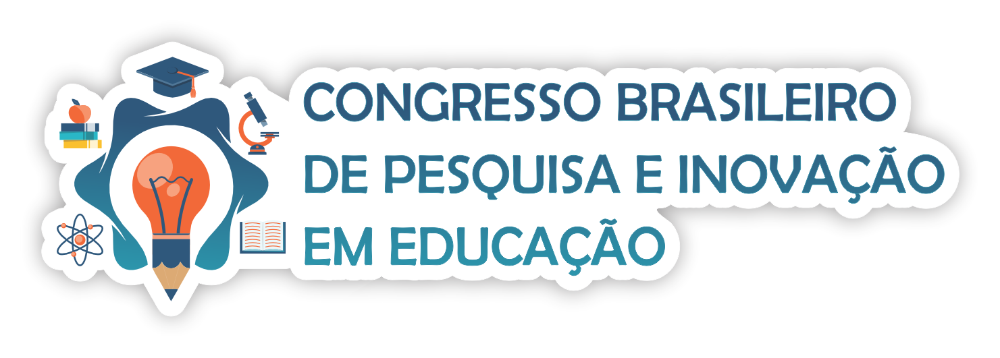 CONGRESSO BRASILEIRO
DE PESQUISA E INOVAÇÃO
EM EDUCAÇÃO